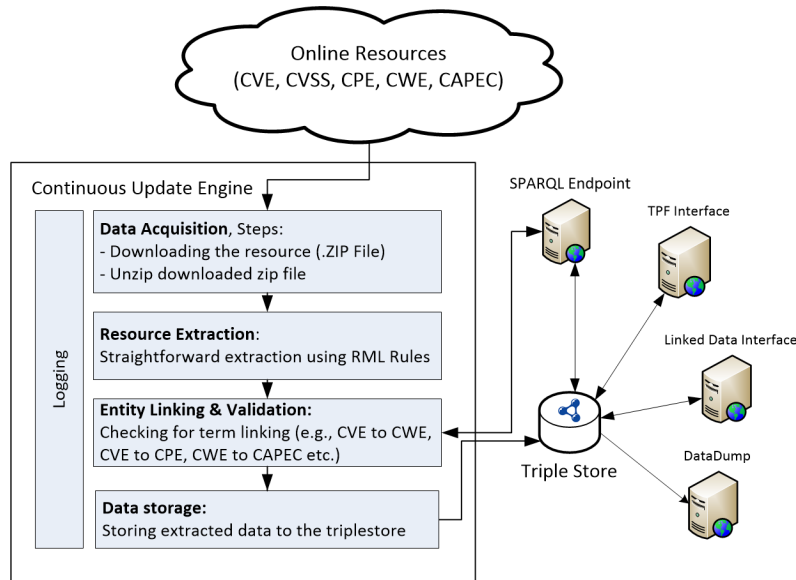 Online Resources
(CVE, CVSS, CPE, CWE, CAPEC)
Continuous Update Engine
Logging
Data Acquisition, Steps:
- Downloading the resource (.ZIP File)
- Unzip downloaded zip file
Resource Extraction:
Straightforward extraction using RML Rules
Entity Linking & Validation:
Checking for term linking (e.g., CVE to CWE,
CVE to CPE, CWE to CAPEC etc.)
Data storage:
Storing extracted data to the triplestore
SPARQL Endpoint
TPF Interface
Linked Data Interface
Triple Store
DataDump